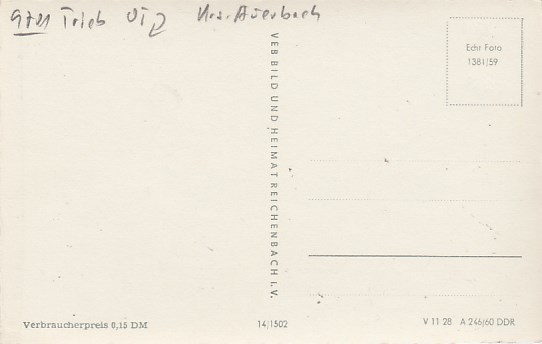 9701 Trieb OT2 Krs. Auerbach
Echt Foto
1381/59
VEB BILD UND HEIMAT REICHENBACH I.V.
Verbraucherpreis 0,15 DM
14/1502
V 11 28 A 246/60 DDR